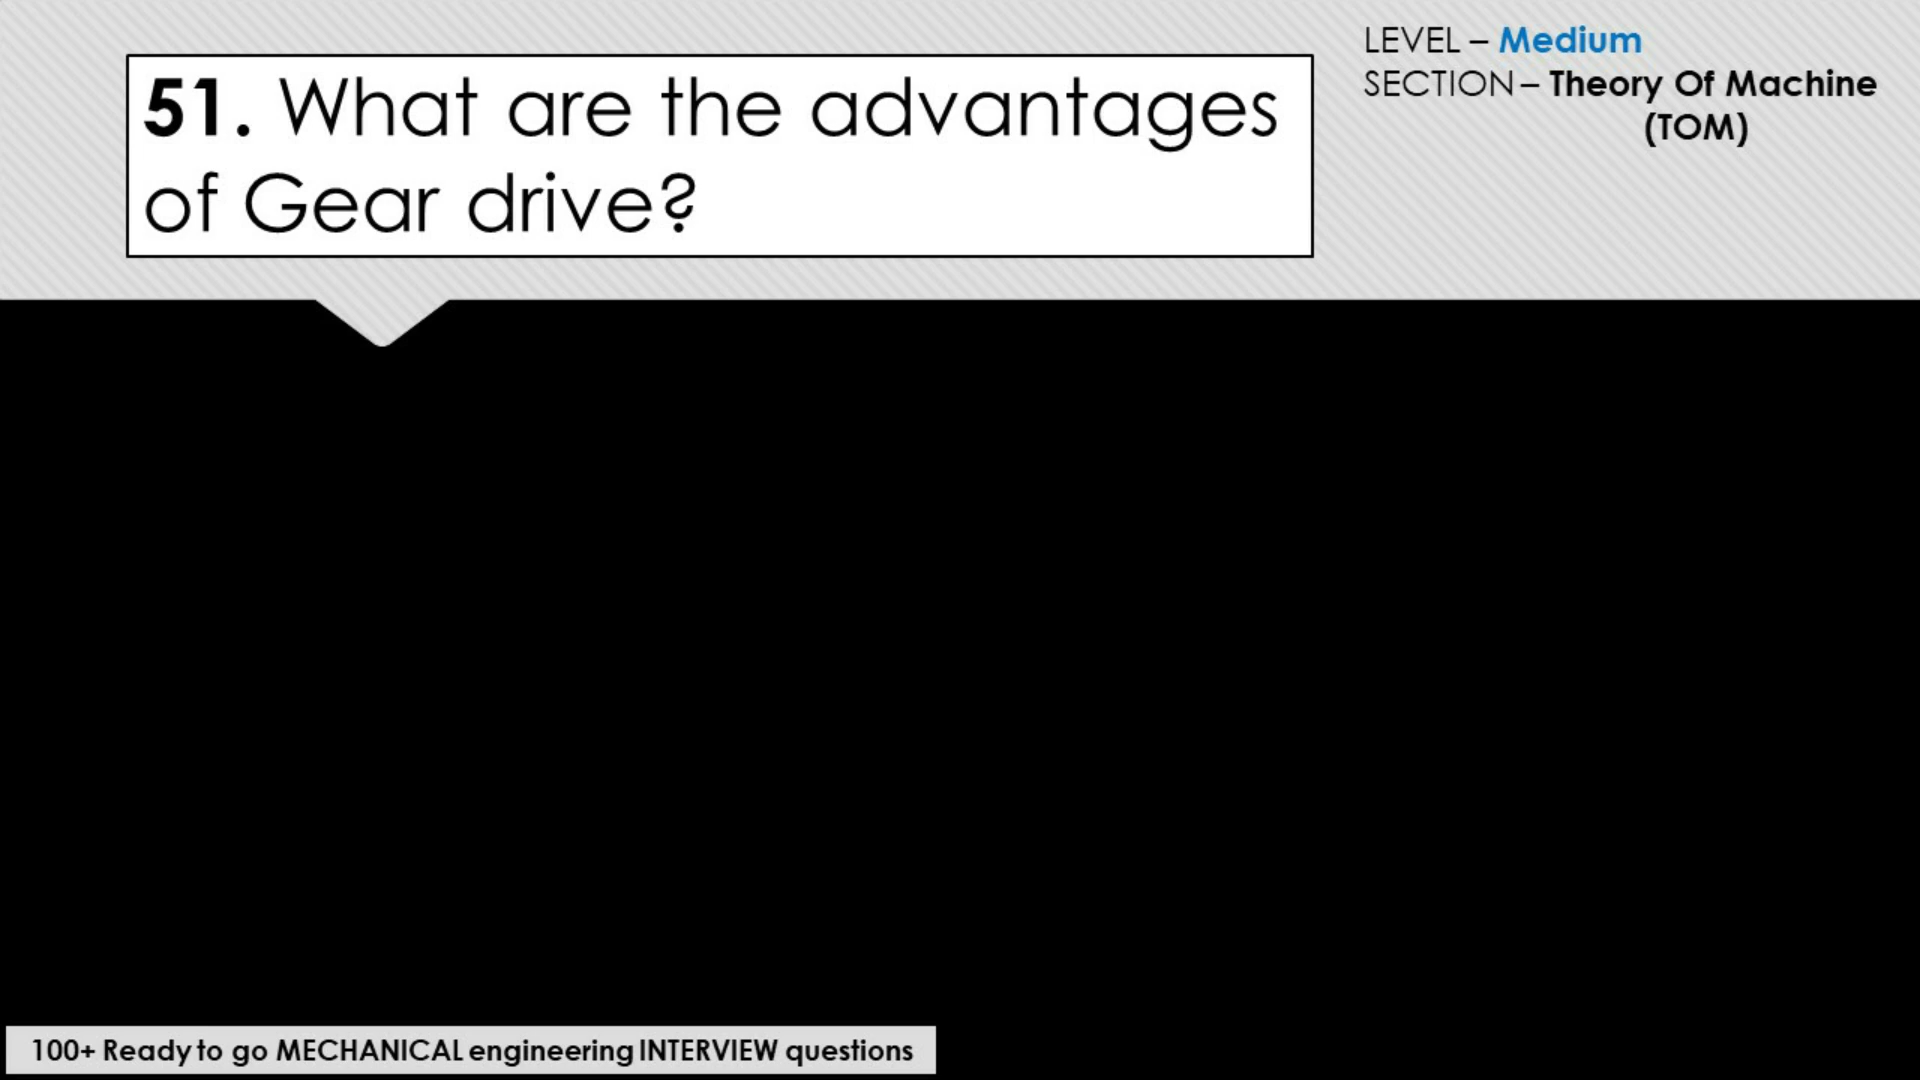 51. What are the advantages
of Gear drive?
LEVEL – Medium
SECTION – Theory Of Machine
(TOM)
100+ Ready to go MECHANICAL engineering INTERVIEW questions